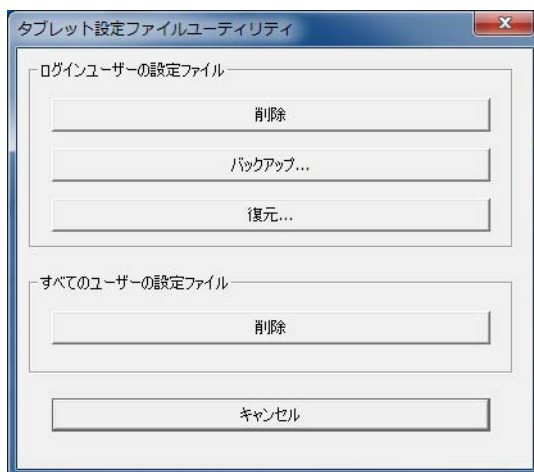 タブレット設定ファイルユーティリティ
ログインユーザーの設定ファイル
削除
バックアップ...
復元...
すべてのユーザーの設定ファイル
削除
キャンセル